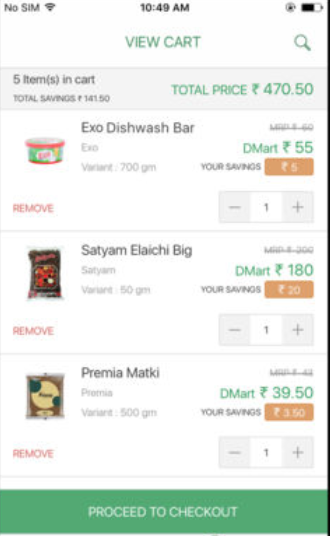 No SIM 10:49 AM
VIEW CART
5 Item(s) in cart
TOTAL PRICE ₹ 470.50
TOTAL SAVINGS ₹ 141.50
Exo Dishwash Bar
MRP ₹ 60
Exo
DMart ₹ 55
Variant : 700 gm
YOUR SAVINGS ₹ 5
REMOVE
— 1 +
Satyam Elaichi Big
MRP ₹ 200
Satyam
DMart ₹ 180
Variant : 50 gm
YOUR SAVINGS ₹ 20
REMOVE
— 1 +
Premia Matki
MRP ₹ 43
Premia
DMart ₹ 39.50
Variant : 500 gm
YOUR SAVINGS ₹ 3.50
REMOVE
— 1 +
PROCEED TO CHECKOUT